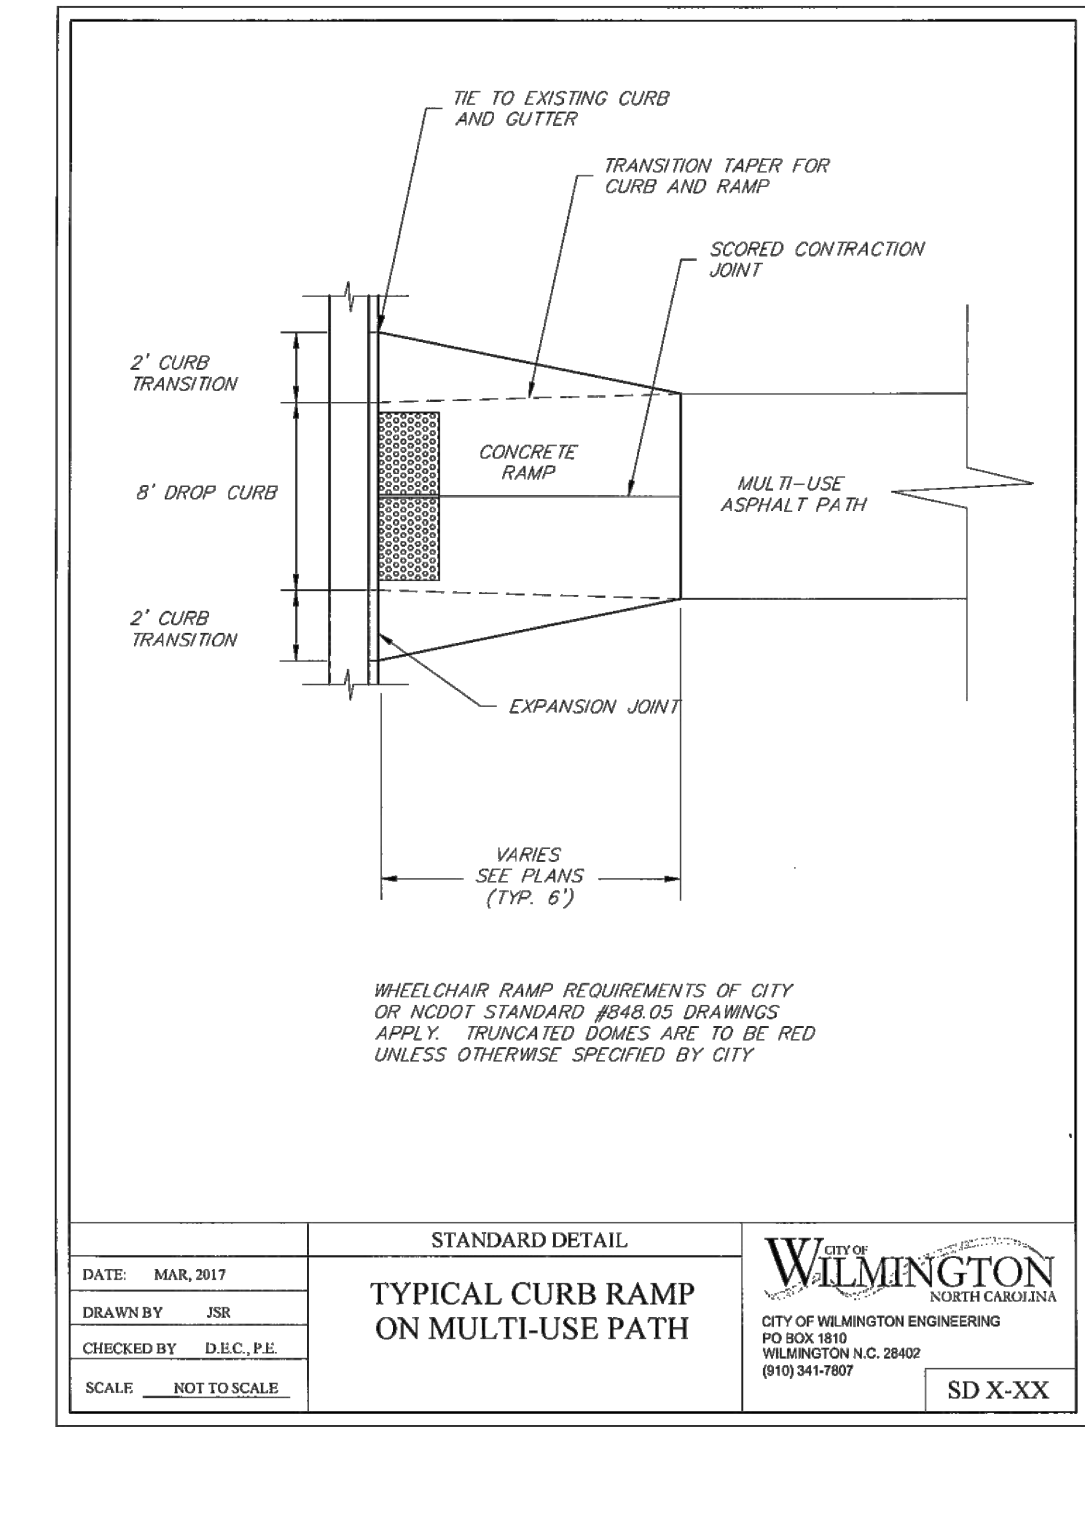 TIE TO EXISTING CURB
AND GUTTER
TRANSITION TAPER FOR
CURB AND RAMP
SCORED CONTRACTION
JOINT
2' CURB
TRANSITION
CONCRETE
RAMP
8' DROP CURB
MULTI-USE
ASPHALT PATH
2' CURB
TRANSITION
EXPANSION JOINT
VARIES
SEE PLANS
(TYP. 6')
WHEELCHAIR RAMP REQUIREMENTS OF CITY
OR NCDOT STANDARD #848.05 DRAWINGS
APPLY. TRUNCATED DOMES ARE TO BE RED
UNLESS OTHERWISE SPECIFIED BY CITY
DATE: MAR, 2017
DRAWN BY JSR
CHECKED BY D.E.C., P.E.
SCALE NOT TO SCALE
STANDARD DETAIL
TYPICAL CURB RAMP
ON MULTI-USE PATH
CITY OF
WILMINGTON
NORTH CAROLINA
CITY OF WILMINGTON ENGINEERING
PO BOX 1810
WILMINGTON N.C. 28402
(910) 341-7807
SD X-XX